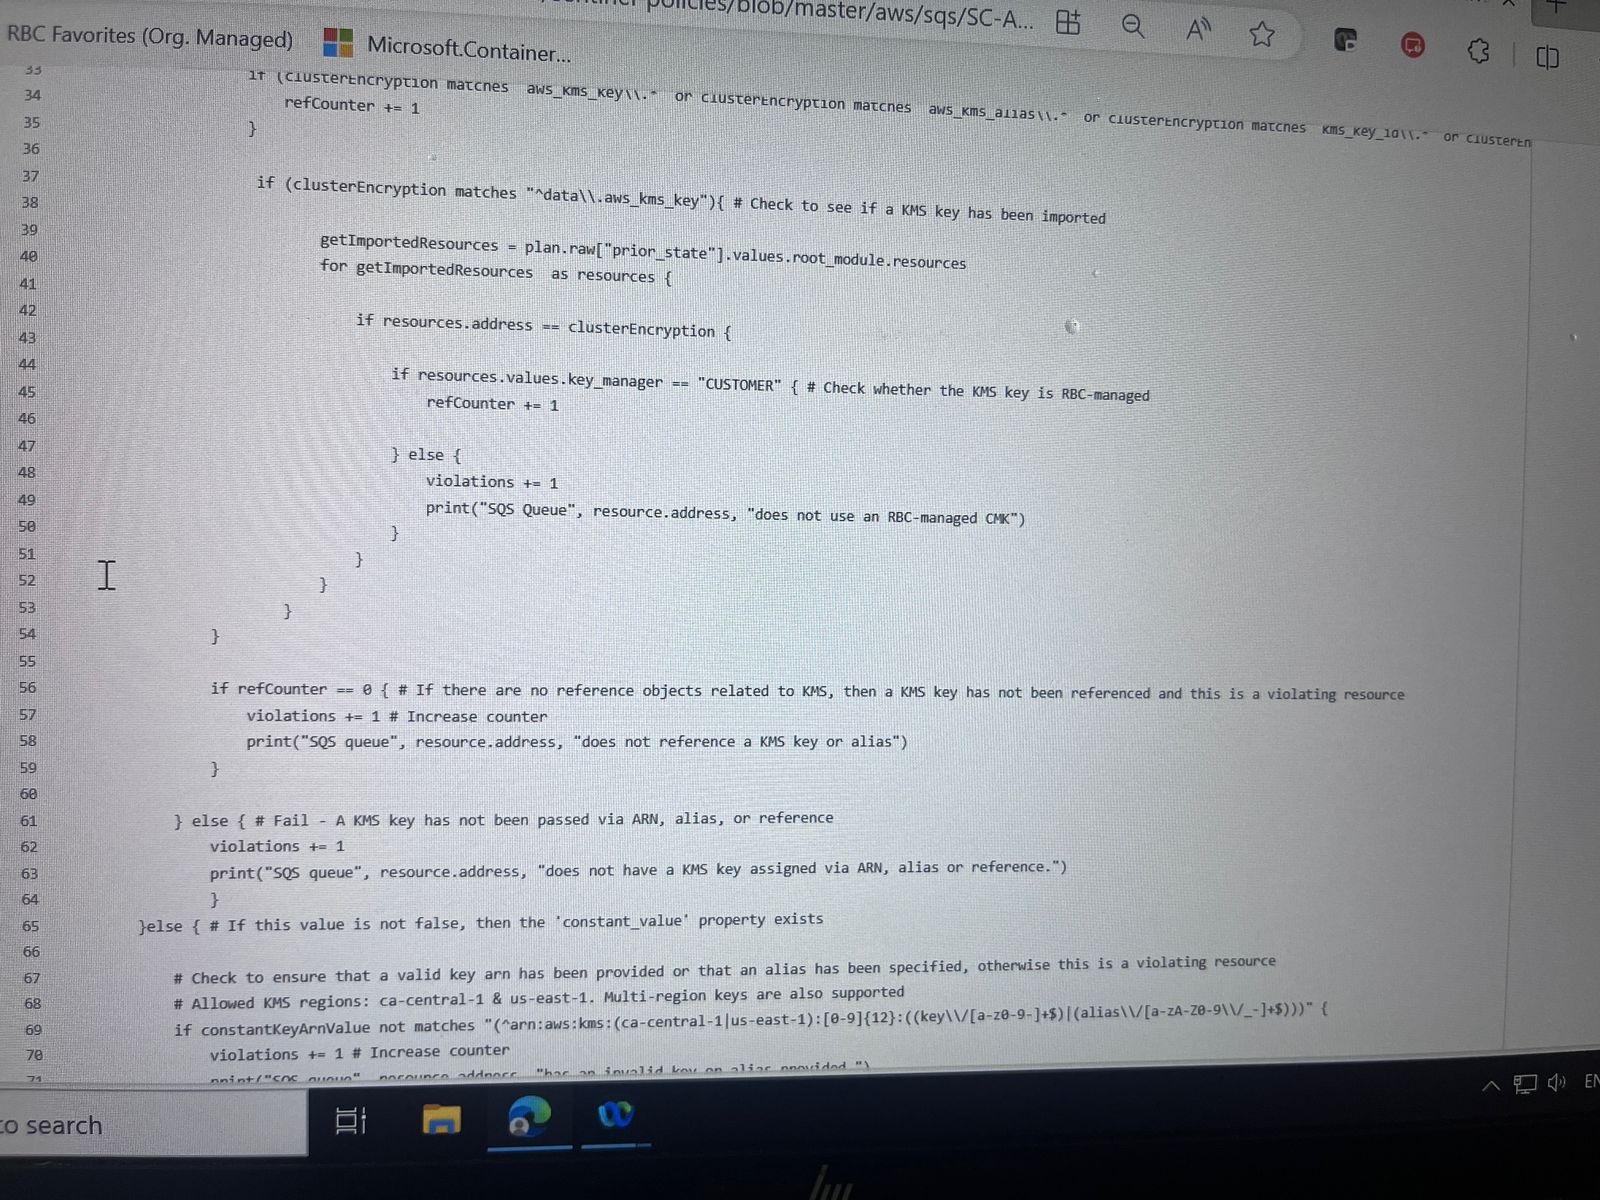 policies/blob/master/aws/sqs/SC-A...
RBC Favorites (Org. Managed)
Microsoft.Container...
33 if (clusterEncryption matches aws_kms_key\\.* or clusterEncryption matches aws_kms_alias\\.* or clusterEncryption matches kms_key_id\\.* or clusterEn
34 refCounter += 1
35 }
36
37 if (clusterEncryption matches "^data\\.aws_kms_key"){ # Check to see if a KMS key has been imported
38
39 getImportedResources = plan.raw["prior_state"].values.root_module.resources
40 for getImportedResources as resources {
41
42 if resources.address == clusterEncryption {
43
44 if resources.values.key_manager == "CUSTOMER" { # Check whether the KMS key is RBC-managed
45 refCounter += 1
46
47 } else {
48 violations += 1
49 print("SQS Queue", resource.address, "does not use an RBC-managed CMK")
50 }
51 }
52 }
53 }
54 }
55
56 if refCounter == 0 { # If there are no reference objects related to KMS, then a KMS key has not been referenced and this is a violating resource
57 violations += 1 # Increase counter
58 print("SQS queue", resource.address, "does not reference a KMS key or alias")
59 }
60
61 } else { # Fail - A KMS key has not been passed via ARN, alias, or reference
62 violations += 1
63 print("SQS queue", resource.address, "does not have a KMS key assigned via ARN, alias or reference.")
64 }
65 }else { # If this value is not false, then the 'constant_value' property exists
66
67 # Check to ensure that a valid key arn has been provided or that an alias has been specified, otherwise this is a violating resource
68 # Allowed KMS regions: ca-central-1 & us-east-1. Multi-region keys are also supported
69 if constantKeyArnValue not matches "(^arn:aws:kms:(ca-central-1|us-east-1):[0-9]{12}:((key\\/[a-z0-9-]+$)|(alias\\/[a-zA-Z0-9\\/_-]+$)))" {
70 violations += 1 # Increase counter
71 print("SQS queue" resource address "has an invalid key or alias provided ")
to search
EN
hp